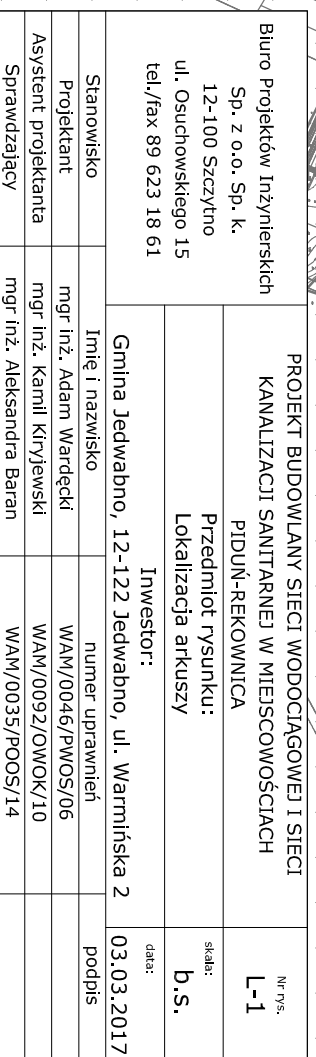 Biuro Projektów Inżynierskich
Sp. z o.o. Sp. k.
12-100 Szczytno
ul. Osuchowskiego 15
tel./fax 89 623 18 61
PROJEKT BUDOWLANY SIECI WODOCIĄGOWEJ I SIECI
KANALIZACJI SANITARNEJ W MIEJSCOWOŚCIACH
PIDUŃ-REKOWNICA
Nr rys.
L-1
Przedmiot rysunku:
Lokalizacja arkuszy
skala:
b.s.
Inwestor:
Gmina Jedwabno, 12-122 Jedwabno, ul. Warmińska 2
data:
03.03.2017
Stanowisko Imię i nazwisko numer uprawnień podpis
Projektant mgr inż. Adam Wardęcki WAM/0046/PWOS/06
Asystent projektanta mgr inż. Kamil Kiryjewski WAM/0092/OWOK/10
Sprawdzający mgr inż. Aleksandra Baran WAM/0035/POOS/14